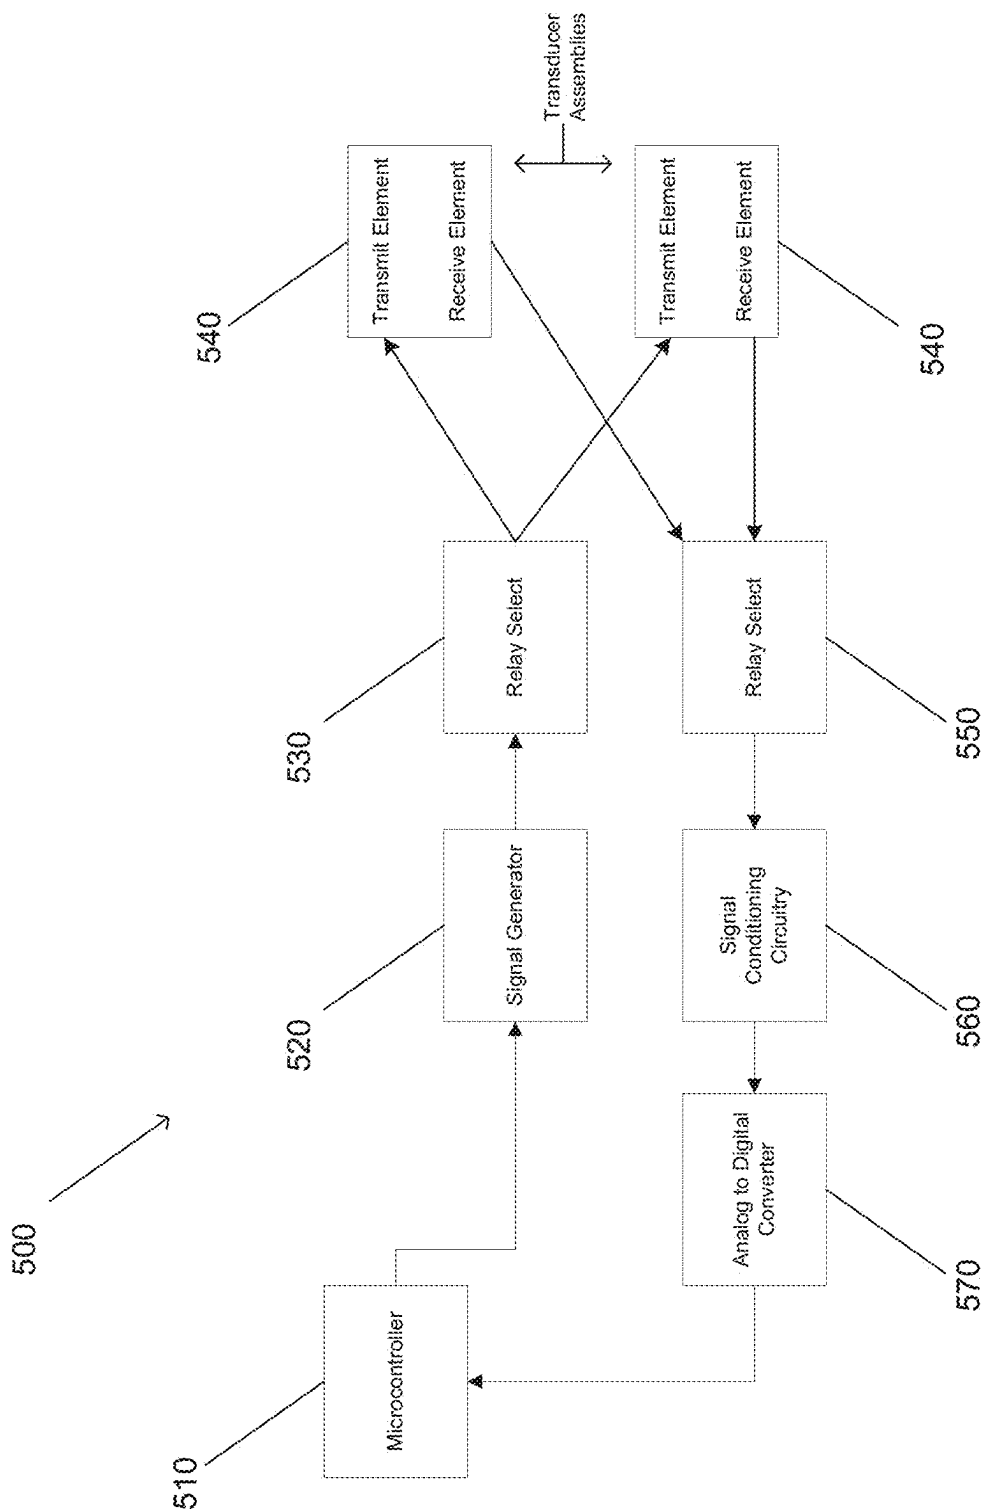 500
510
Microcontroller
520
Signal Generator
530
Relay Select
540
Transmit Element
Receive Element
Transducer
Assemblies
Transmit Element
Receive Element
540
Relay Select
550
Signal
Conditioning
Circuitry
560
Analog to Digital
Converter
570